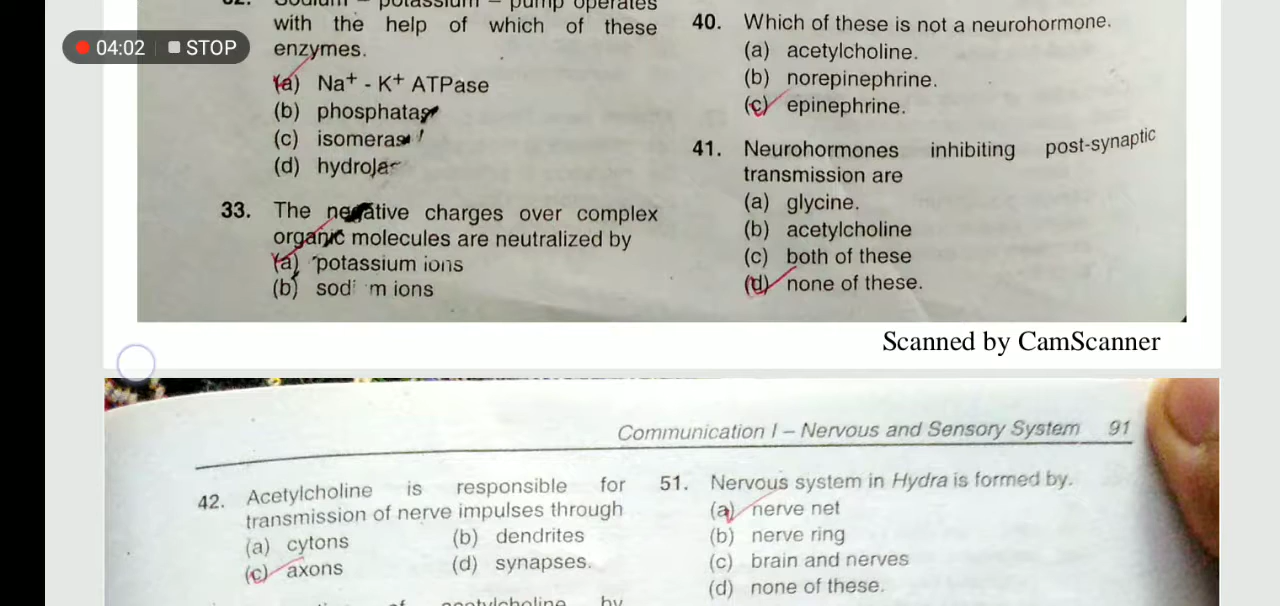 04:02 STOP
32. Sodium – potassium – pump operates
with the help of which of these
enzymes.
(a) Na+ - K+ ATPase
(b) phosphatas
(c) isomeras
(d) hydrola
33. The negative charges over complex
organic molecules are neutralized by
(a) potassium ions
(b) sodi m ions
40. Which of these is not a neurohormone.
(a) acetylcholine.
(b) norepinephrine.
(c) epinephrine.
41. Neurohormones inhibiting post-synaptic
transmission are
(a) glycine.
(b) acetylcholine
(c) both of these
(d) none of these.
Scanned by CamScanner
Communication I – Nervous and Sensory System 91
42. Acetylcholine is responsible for
transmission of nerve impulses through
(a) cytons (b) dendrites
(c) axons (d) synapses.
acetylcholine by
51. Nervous system in Hydra is formed by.
(a) nerve net
(b) nerve ring
(c) brain and nerves
(d) none of these.